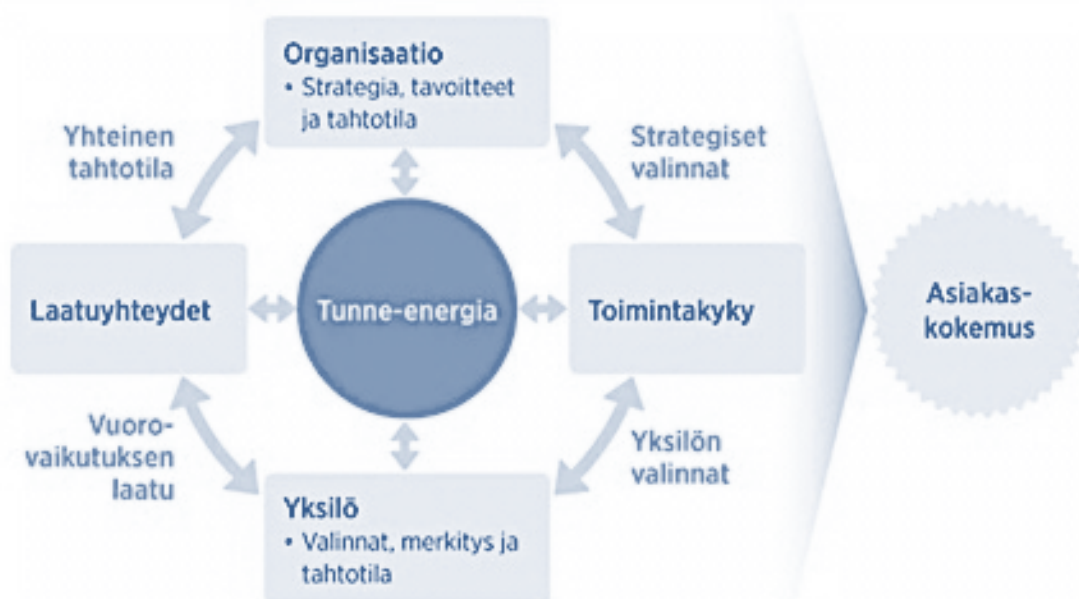 Organisaatio
• Strategia, tavoitteet
ja tahtotila
Yhteinen
tahtotila
Strategiset
valinnat
Laatuyhteydet
Tunne-energia
Toimintakyky
Asiakas-
kokemus
Vuoro-
vaikutuksen
laatu
Yksilön
valinnat
Yksilö
• Valinnat, merkitys ja
tahtotila